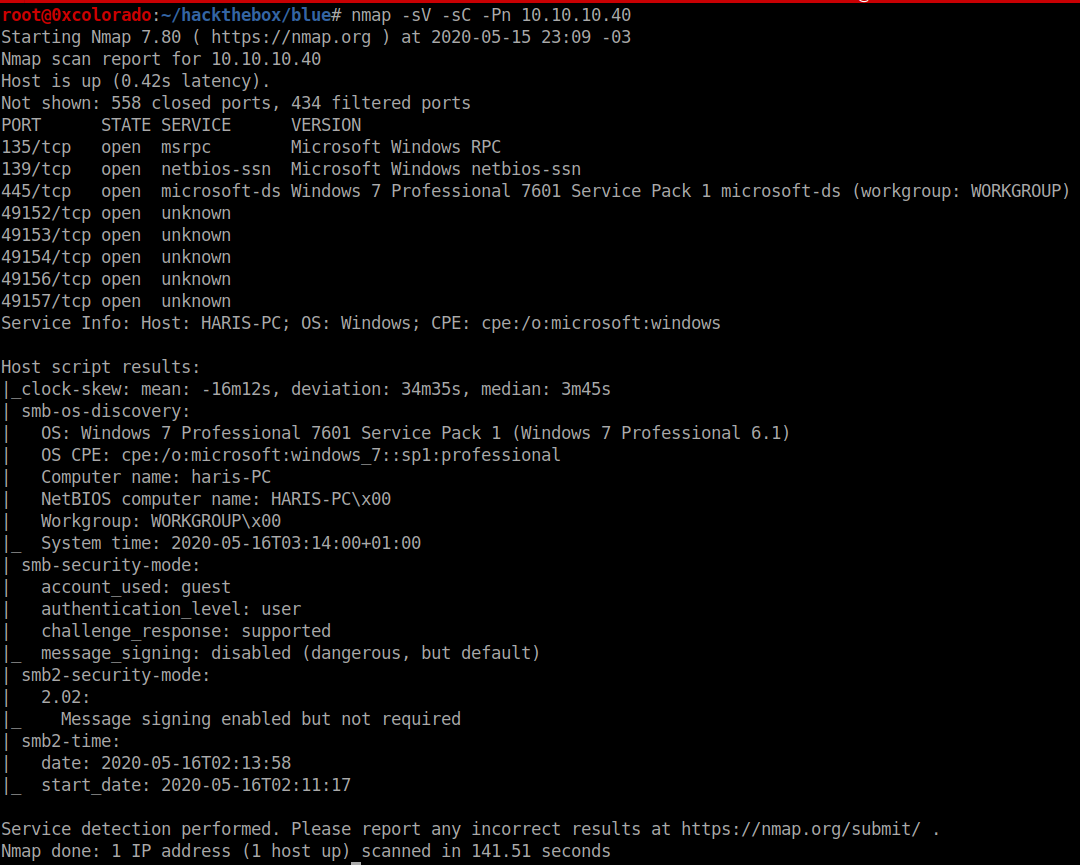 root@0xcolorado:~/hackthebox/blue# nmap -sV -sC -Pn 10.10.10.40
Starting Nmap 7.80 ( https://nmap.org ) at 2020-05-15 23:09 -03
Nmap scan report for 10.10.10.40
Host is up (0.42s latency).
Not shown: 558 closed ports, 434 filtered ports
PORT      STATE SERVICE      VERSION
135/tcp   open  msrpc        Microsoft Windows RPC
139/tcp   open  netbios-ssn  Microsoft Windows netbios-ssn
445/tcp   open  microsoft-ds Windows 7 Professional 7601 Service Pack 1 microsoft-ds (workgroup: WORKGROUP)
49152/tcp open  unknown
49153/tcp open  unknown
49154/tcp open  unknown
49156/tcp open  unknown
49157/tcp open  unknown
Service Info: Host: HARIS-PC; OS: Windows; CPE: cpe:/o:microsoft:windows

Host script results:
|_clock-skew: mean: -16m12s, deviation: 34m35s, median: 3m45s
| smb-os-discovery:
|   OS: Windows 7 Professional 7601 Service Pack 1 (Windows 7 Professional 6.1)
|   OS CPE: cpe:/o:microsoft:windows_7::sp1:professional
|   Computer name: haris-PC
|   NetBIOS computer name: HARIS-PC\x00
|   Workgroup: WORKGROUP\x00
|_  System time: 2020-05-16T03:14:00+01:00
| smb-security-mode:
|   account_used: guest
|   authentication_level: user
|   challenge_response: supported
|_  message_signing: disabled (dangerous, but default)
| smb2-security-mode:
|   2.02:
|_    Message signing enabled but not required
| smb2-time:
|   date: 2020-05-16T02:13:58
|_  start_date: 2020-05-16T02:11:17

Service detection performed. Please report any incorrect results at https://nmap.org/submit/ .
Nmap done: 1 IP address (1 host up) scanned in 141.51 seconds